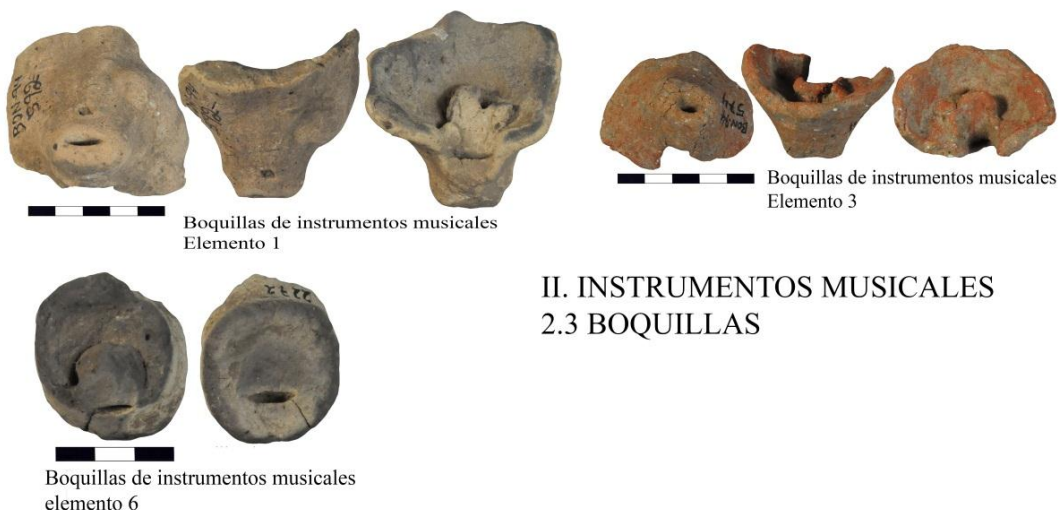 Boquillas de instrumentos musicales
Elemento 1
Boquillas de instrumentos musicales
Elemento 3
II. INSTRUMENTOS MUSICALES
2.3 BOQUILLAS
2272
Boquillas de instrumentos musicales
elemento 6